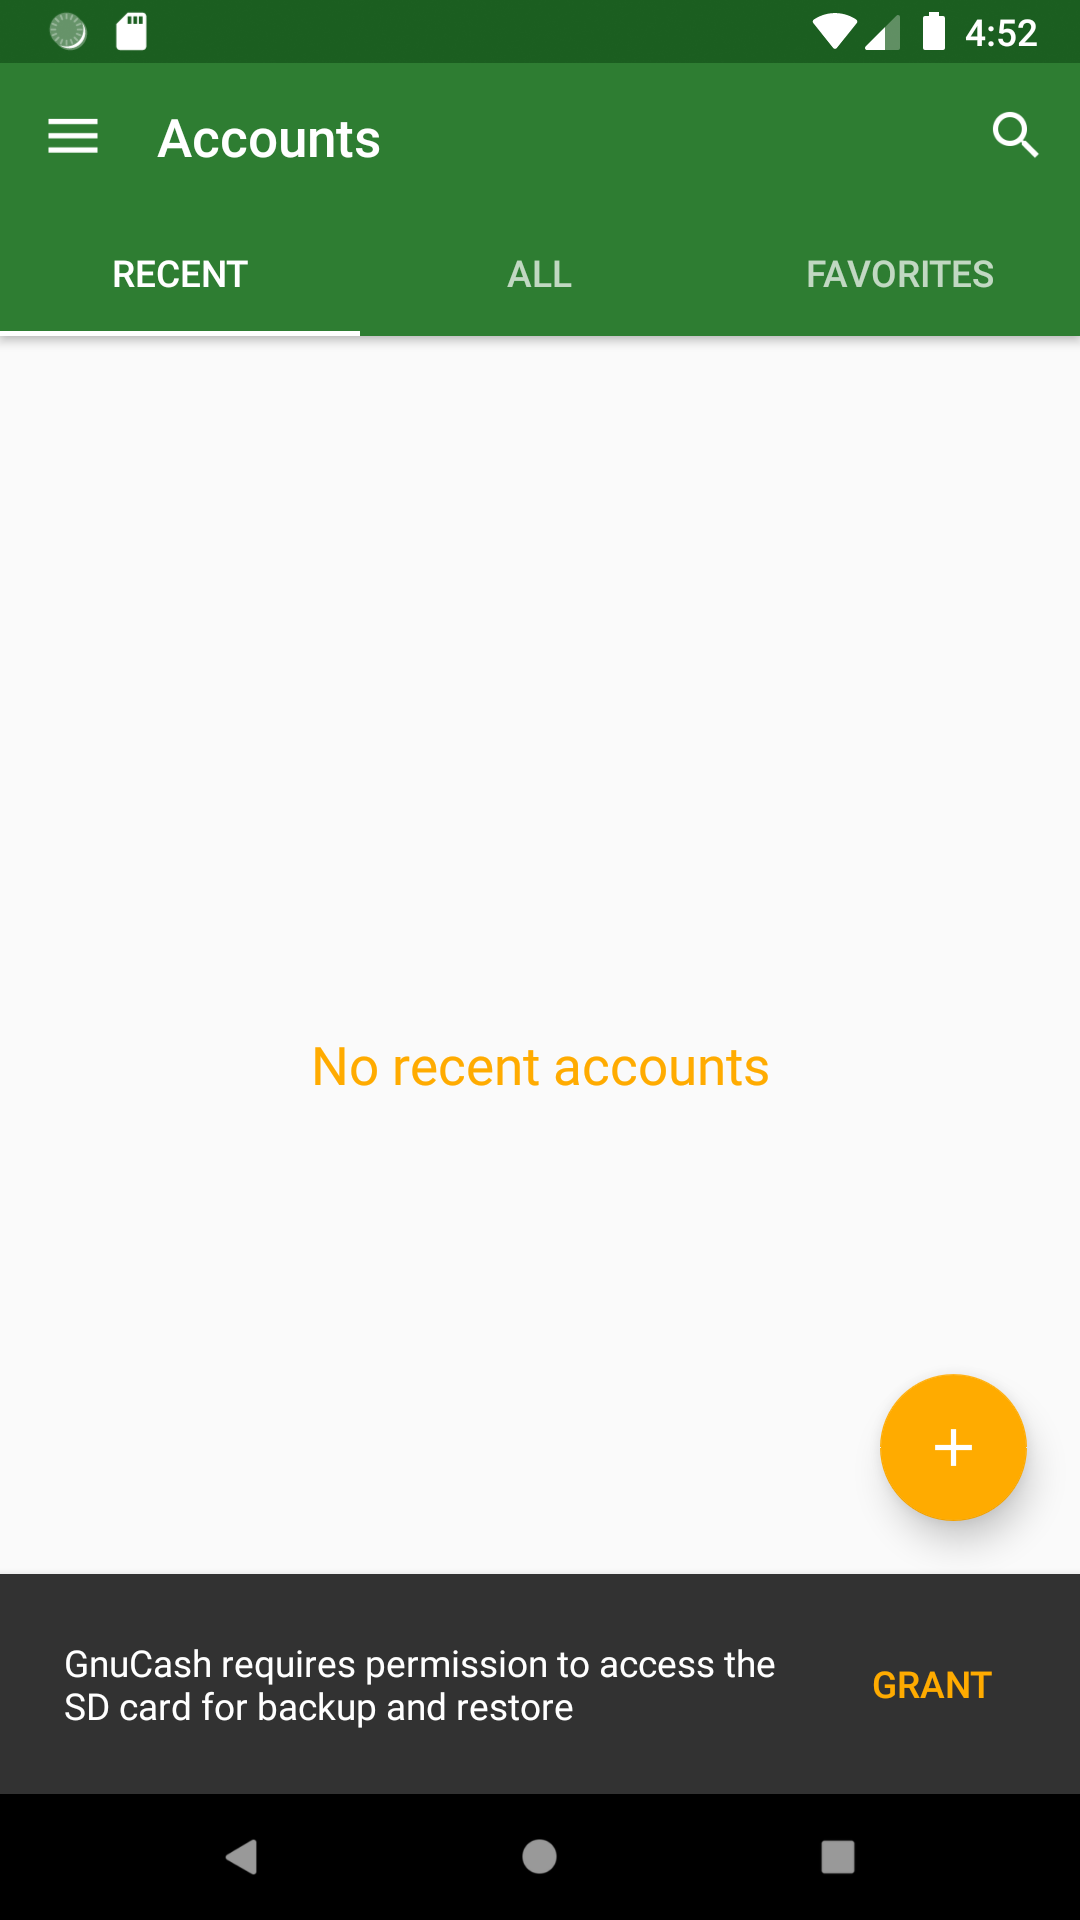 4:52
Accounts
RECENT
ALL
FAVORITES
No recent accounts
GnuCash requires permission to access the
SD card for backup and restore
GRANT